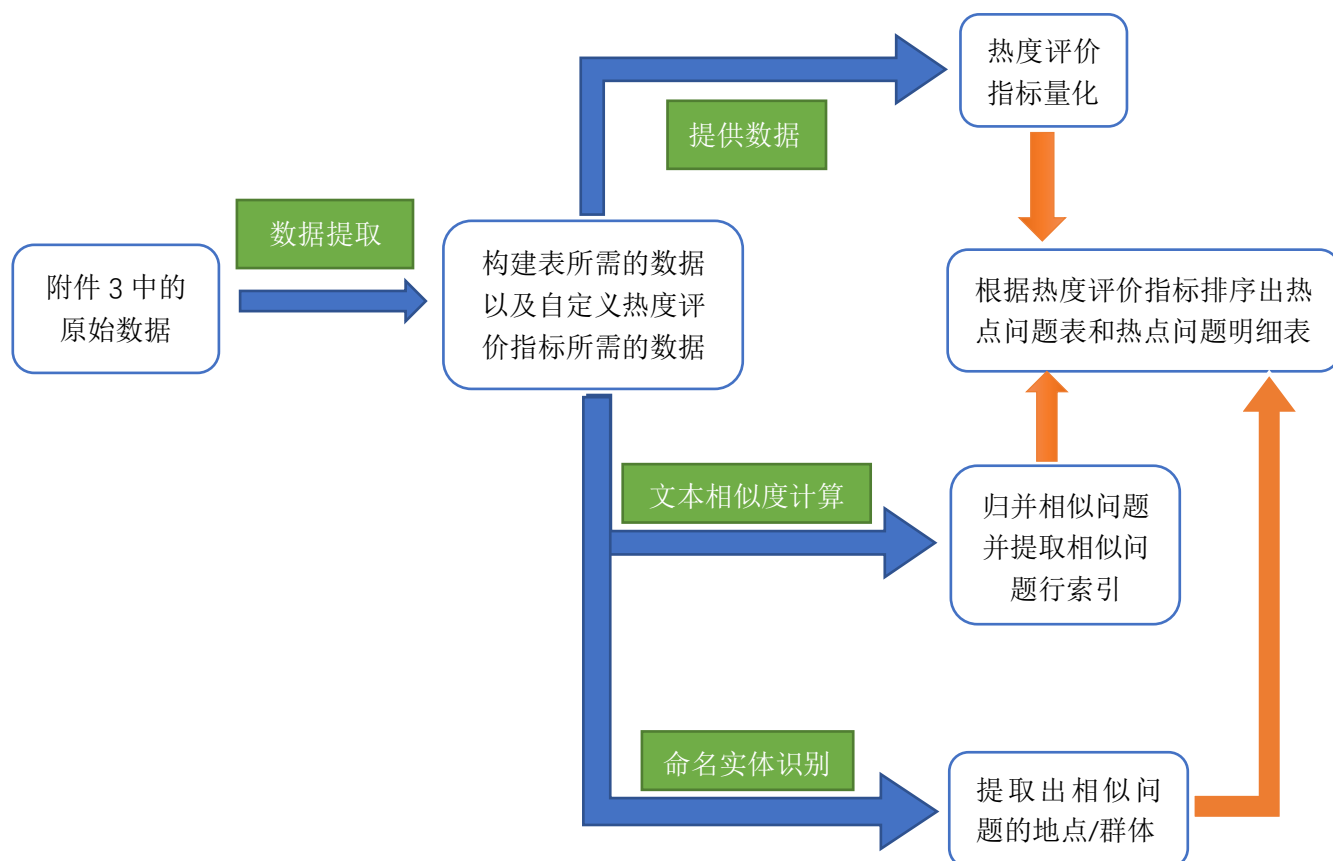 热度评价
指标量化
提供数据
数据提取
附件 3 中的
原始数据
构建表所需的数据
以及自定义热度评
价指标所需的数据
根据热度评价指标排序出热
点问题表和热点问题明细表
文本相似度计算
归并相似问题
并提取相似问
题行索引
命名实体识别
提取出相似问
题的地点/群体